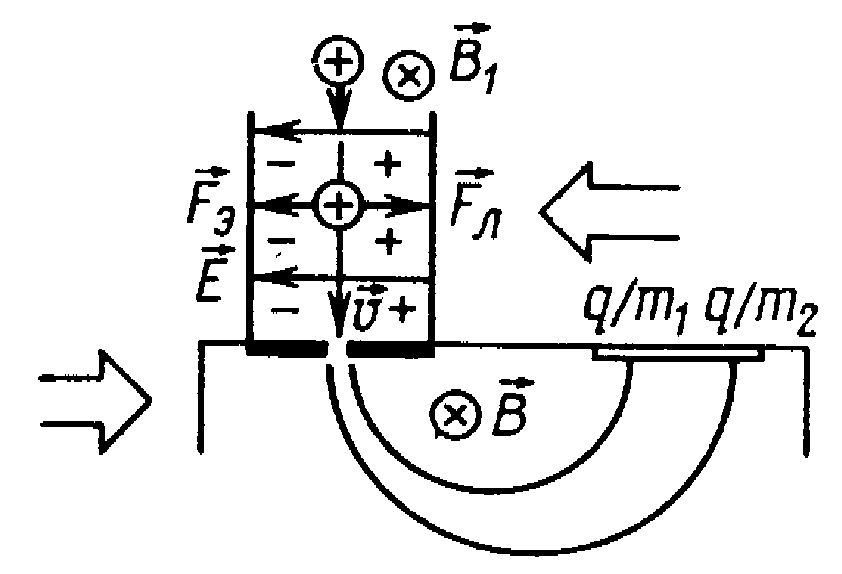 + ⊗ B⃗₁
− +
F⃗э + F⃗л
− +
E⃗
− v⃗ +
q/m₁ q/m₂
⊗ B⃗